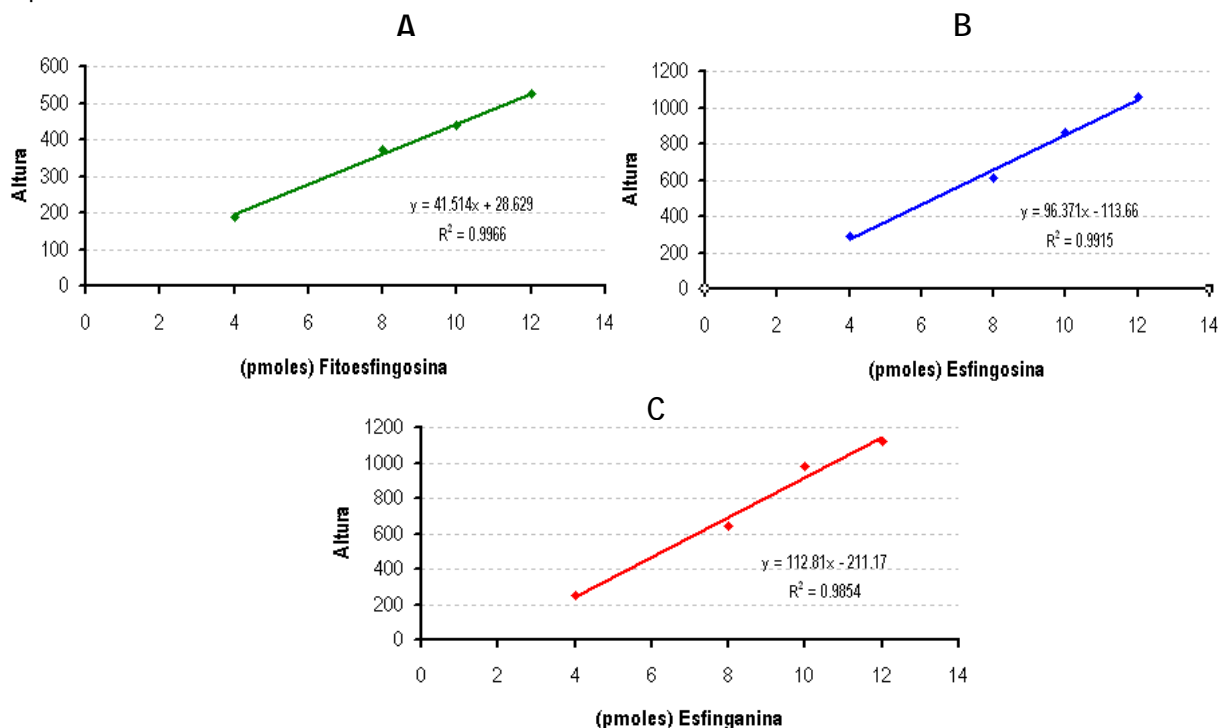 A
600
500
400
300
200
100
0
Altura
y = 41.514x + 28.629
R² = 0.9966
0 2 4 6 8 10 12 14
(pmoles) Fitoesfingosina
B
1200
1000
800
600
400
200
0
Altura
y = 96.371x - 113.66
R² = 0.9915
0 2 4 6 8 10 12 14
(pmoles) Esfingosina
C
1200
1000
800
600
400
200
0
Altura
y = 112.81x - 211.17
R² = 0.9854
0 2 4 6 8 10 12 14
(pmoles) Esfinganina